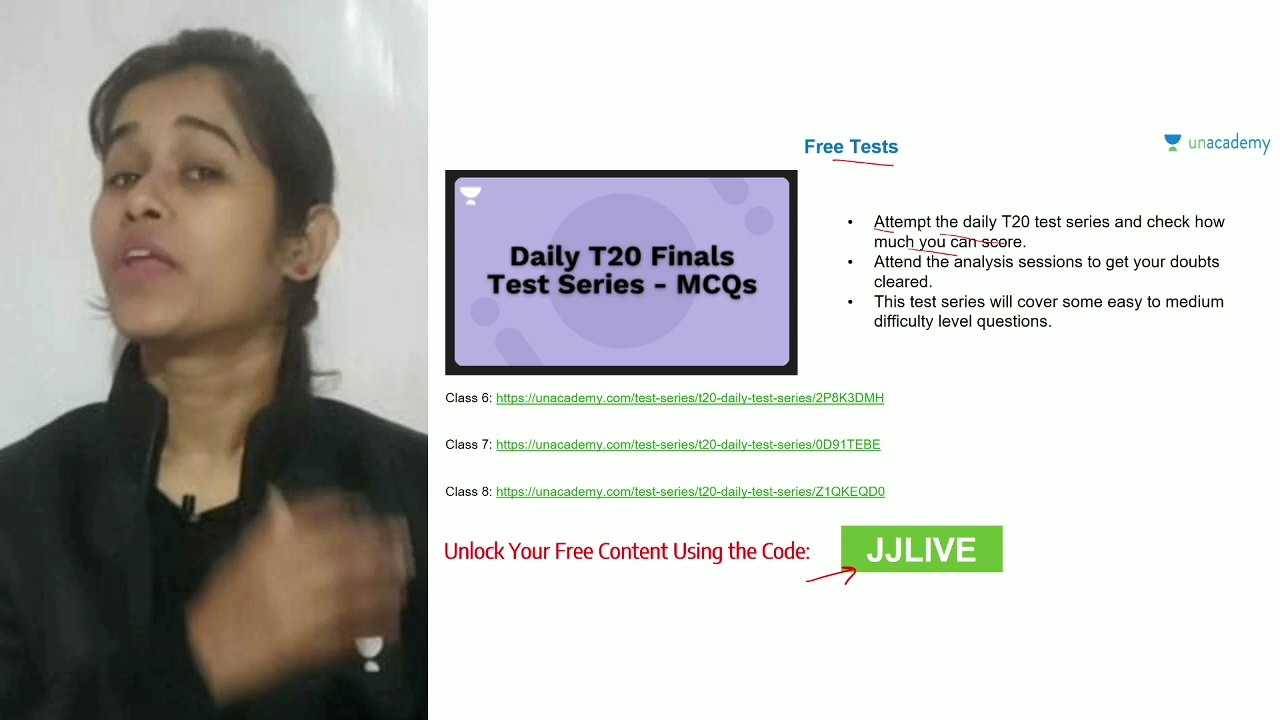 Free Tests
unacademy
Daily T20 Finals
Test Series - MCQs
• Attempt the daily T20 test series and check how
much you can score.
• Attend the analysis sessions to get your doubts
cleared.
• This test series will cover some easy to medium
difficulty level questions.
Class 6: https://unacademy.com/test-series/t20-daily-test-series/2P8K3DMH
Class 7: https://unacademy.com/test-series/t20-daily-test-series/0D91TEBE
Class 8: https://unacademy.com/test-series/t20-daily-test-series/Z1QKEQD0
Unlock Your Free Content Using the Code:
JJLIVE